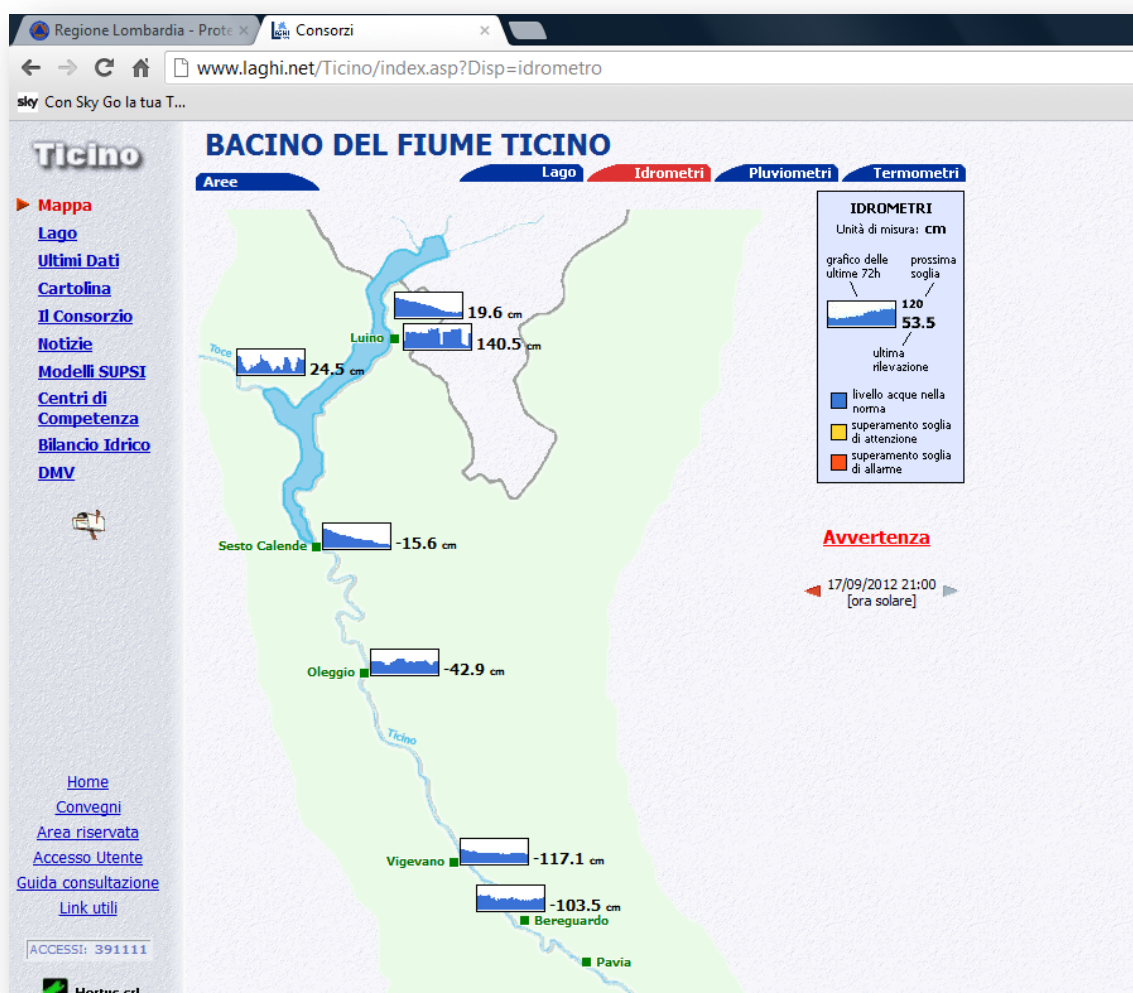 Regione Lombardia - Prote
Consorzi
www.laghi.net/Ticino/index.asp?Disp=idrometro
sky Con Sky Go la tua T...
Ticino
Mappa
Lago
Ultimi Dati
Cartolina
Il Consorzio
Notizie
Modelli SUPSI
Centri di
Competenza
Bilancio Idrico
DMV
Home
Convegni
Area riservata
Accesso Utente
Guida consultazione
Link utili
ACCESSI: 391111
BACINO DEL FIUME TICINO
Aree
Lago
Idrometri
Pluviometri
Termometri
19.6 cm
Luino
140.5 cm
Toce
24.5 cm
Sesto Calende
-15.6 cm
Oleggio
-42.9 cm
Ticino
Vigevano
-117.1 cm
-103.5 cm
Bereguardo
Pavia
IDROMETRI
Unità di misura: cm
grafico delle
ultime 72h
prossima
soglia
120
53.5
ultima
rilevazione
livello acque nella
norma
superamento soglia
di attenzione
superamento soglia
di allarme
Avvertenza
17/09/2012 21:00
[ora solare]